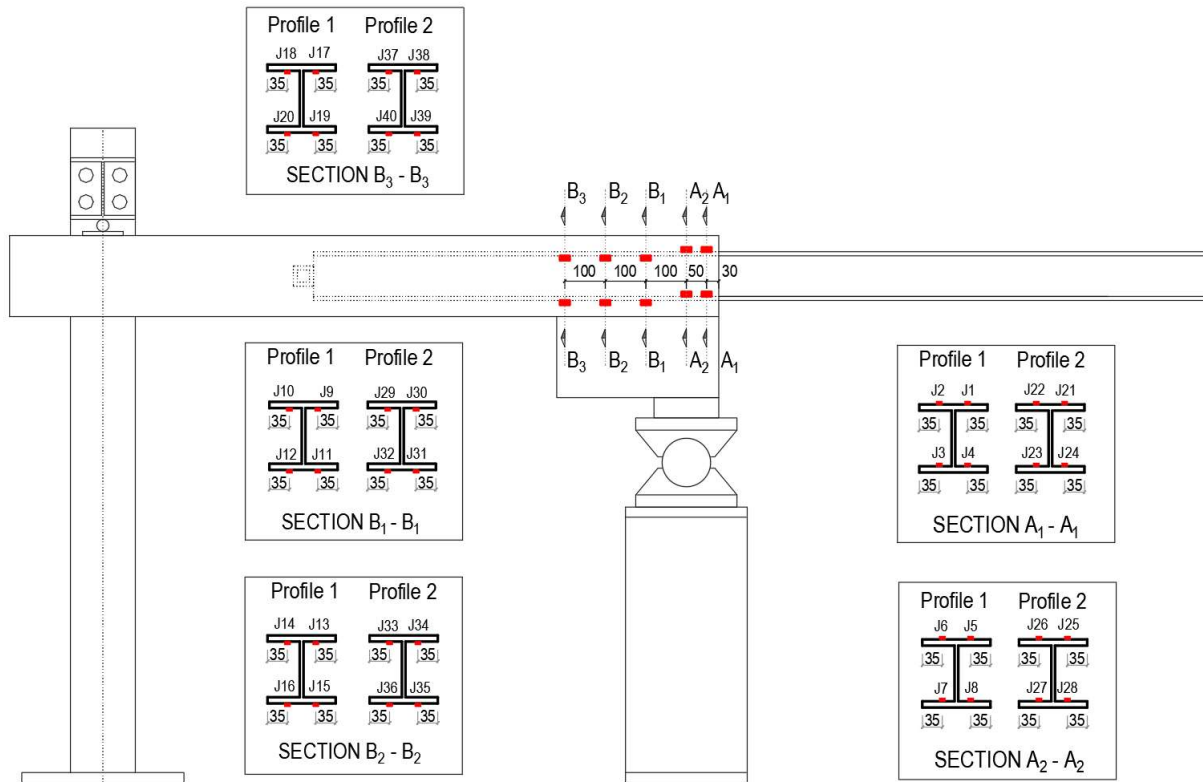 Profile 1 Profile 2
J18 J17 J37 J38
35 35 35 35
J20 J19 J40 J39
35 35 35 35
SECTION B₃ - B₃
B₃ B₂ B₁ A₂ A₁
100 100 100 50 30
B₃ B₂ B₁ A₂ A₁
Profile 1 Profile 2
J10 J9 J29 J30
35 35 35 35
J12 J11 J32 J31
35 35 35 35
SECTION B₁ - B₁
Profile 1 Profile 2
J2 J1 J22 J21
35 35 35 35
J3 J4 J23 J24
35 35 35 35
SECTION A₁ - A₁
Profile 1 Profile 2
J14 J13 J33 J34
35 35 35 35
J16 J15 J36 J35
35 35 35 35
SECTION B₂ - B₂
Profile 1 Profile 2
J6 J5 J26 J25
35 35 35 35
J7 J8 J27 J28
35 35 35 35
SECTION A₂ - A₂